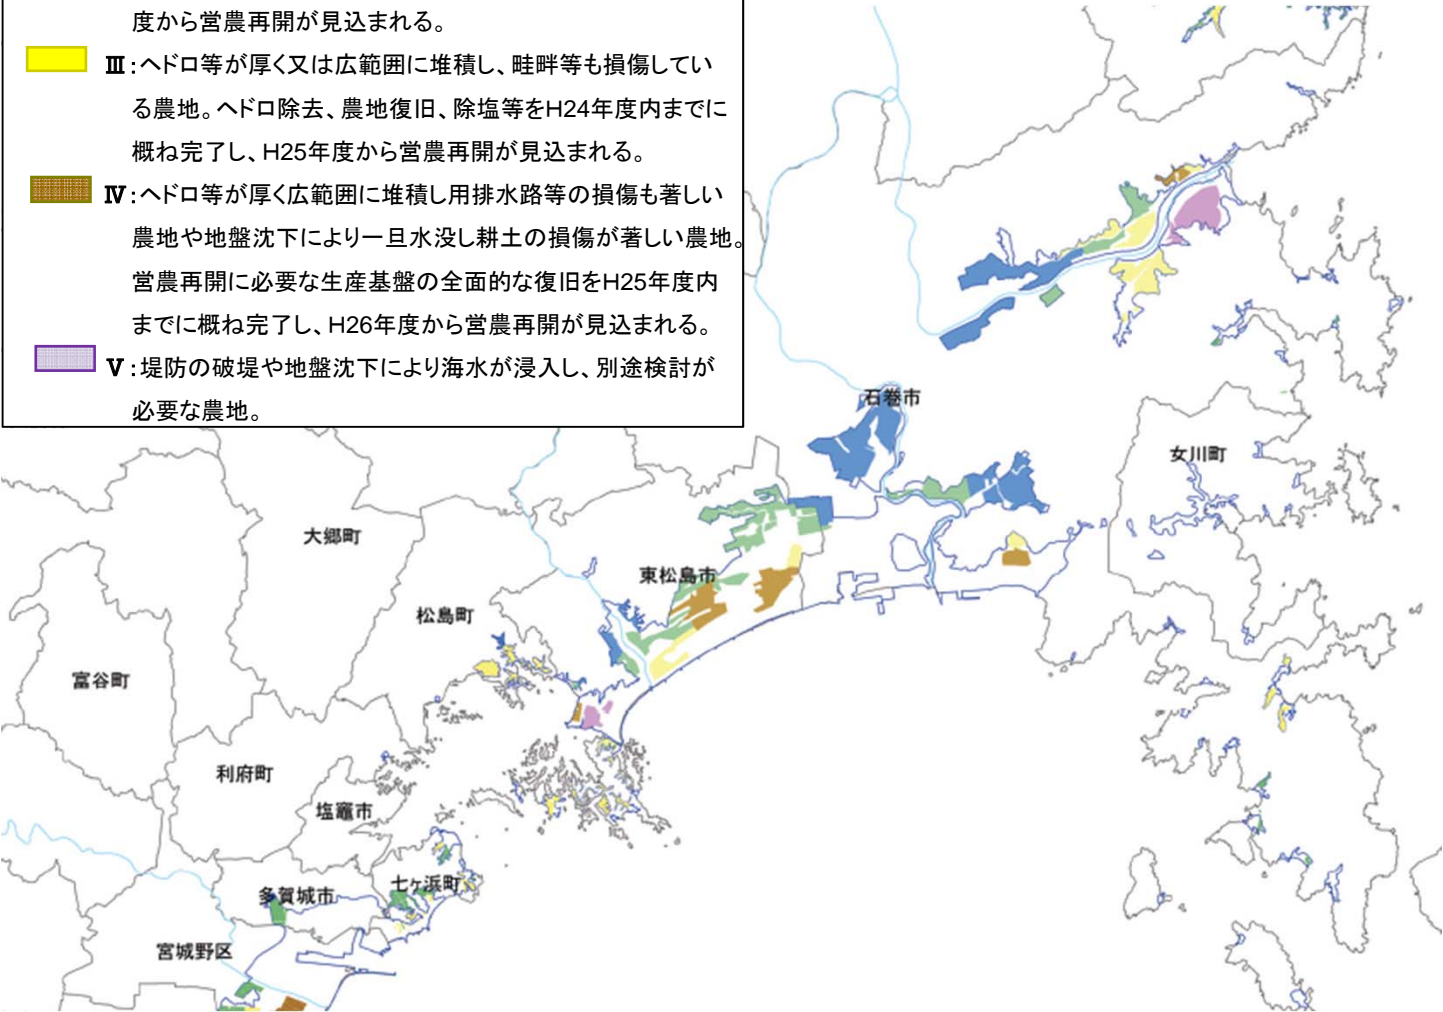 度から営農再開が見込まれる。
Ⅲ：ヘドロ等が厚く又は広範囲に堆積し、畦畔等も損傷してい
る農地。ヘドロ除去、農地復旧、除塩等をH24年度内までに
概ね完了し、H25年度から営農再開が見込まれる。
Ⅳ：ヘドロ等が厚く広範囲に堆積し用排水路等の損傷も著しい
農地や地盤沈下により一旦水没し耕土の損傷が著しい農地。
営農再開に必要な生産基盤の全面的な復旧をH25年度内
までに概ね完了し、H26年度から営農再開が見込まれる。
Ⅴ：堤防の破堤や地盤沈下により海水が浸入し、別途検討が
必要な農地。
石巻市
女川町
大郷町
東松島市
松島町
富谷町
利府町
塩竈市
七ヶ浜町
多賀城市
宮城野区